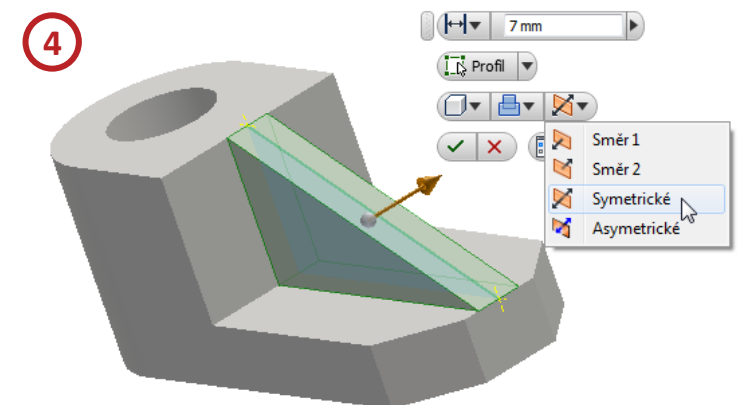 4
7 mm
Profil
Směr 1
Směr 2
Symetrické
Asymetrické